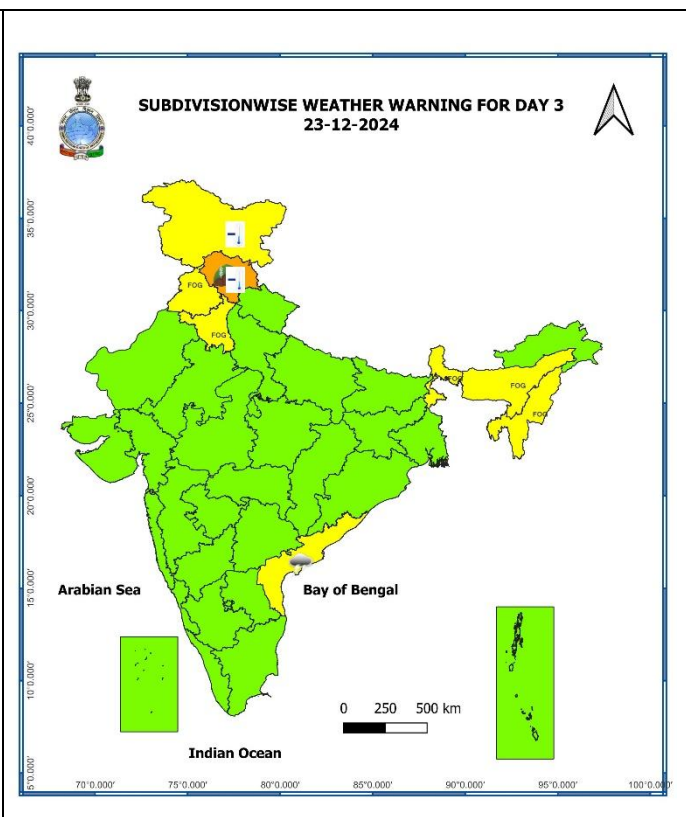 SUBDIVISIONWISE WEATHER WARNING FOR DAY 3
23-12-2024
40°0.000'
35°0.000'
FOG
30°0.000'
FOG
FOG
FOG
25°0.000'
FOG
20°0.000'
15°0.000'
Arabian Sea
Bay of Bengal
10°0.000'
0 250 500 km
Indian Ocean
5°0.000'
70°0.000' 75°0.000' 80°0.000' 85°0.000' 90°0.000' 95°0.000' 100°0.000'